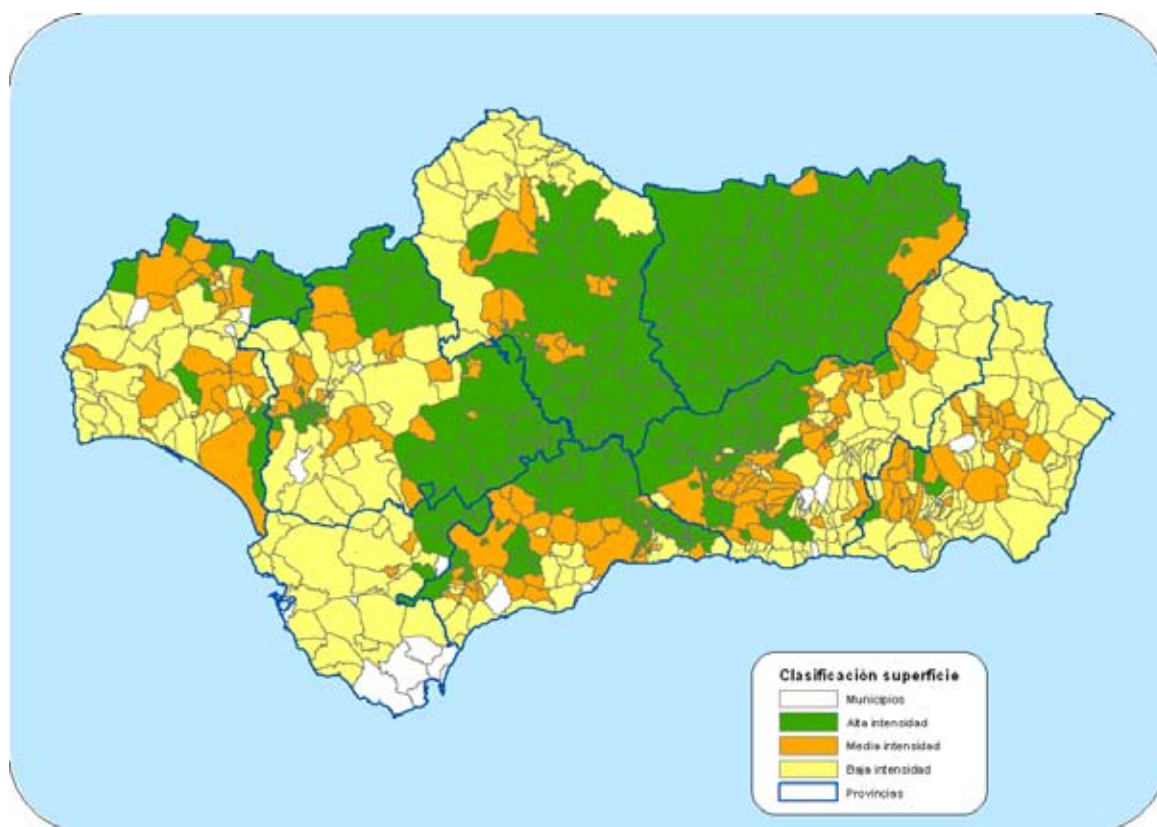 Clasificación superficie
Municipios
Alta intensidad
Media intensidad
Baja intensidad
Provincias